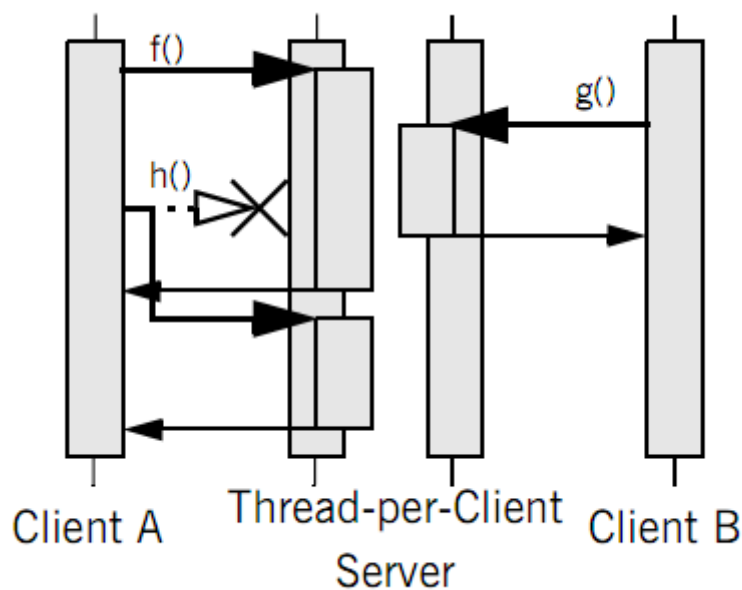 f()
g()
h()
Client A
Thread-per-Client
Server
Client B